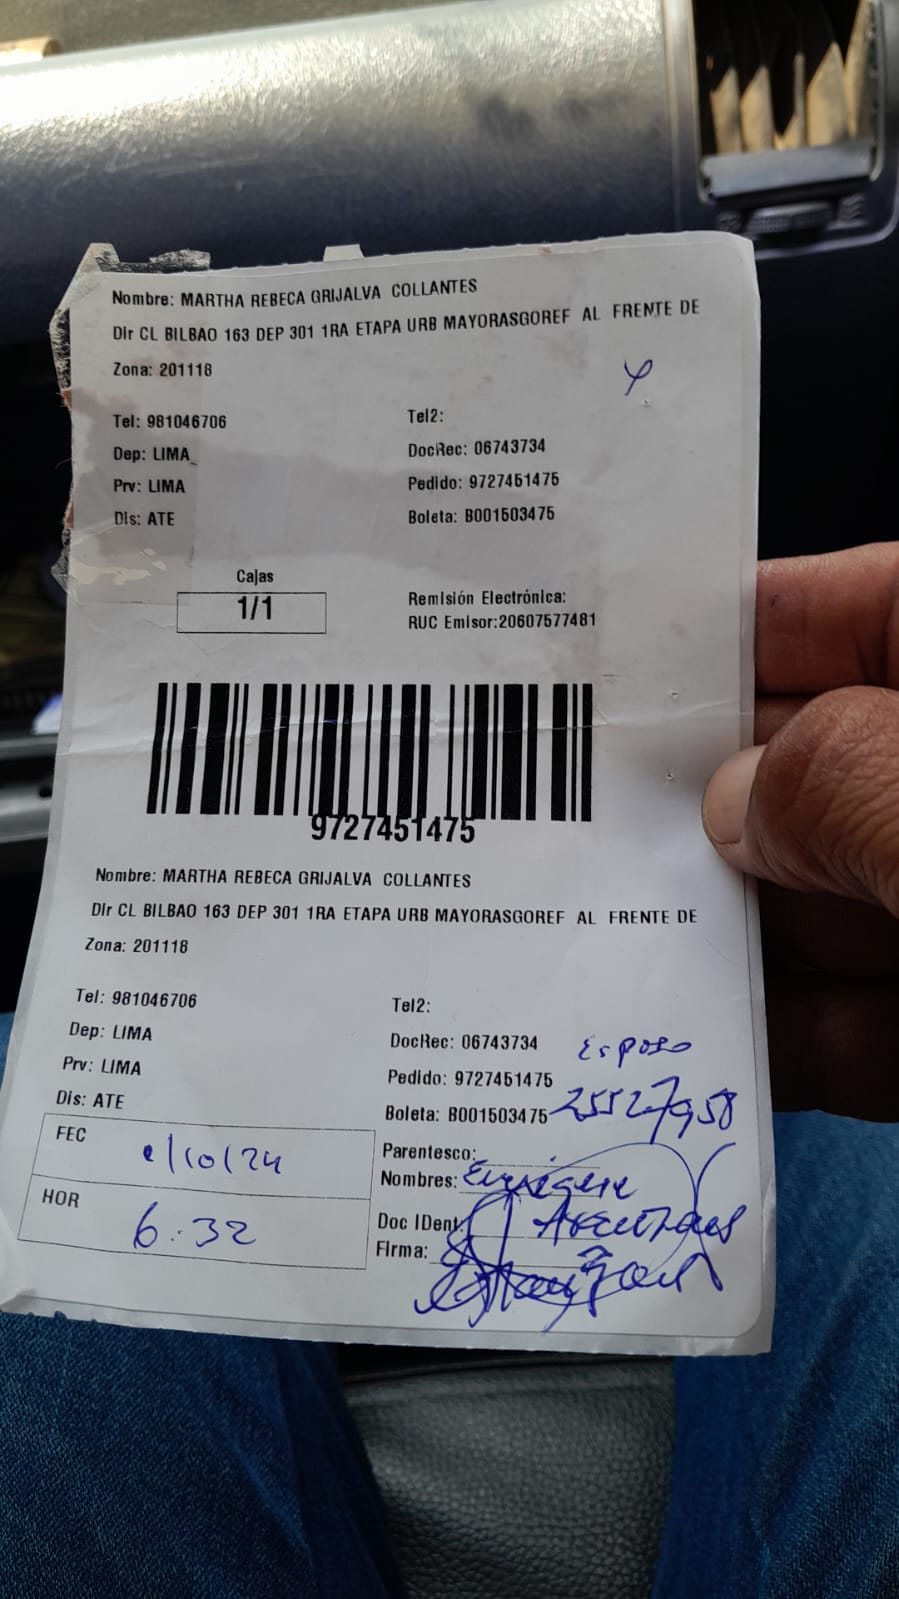 Nombre: MARTHA REBECA GRIJALVA COLLANTES
Dir CL BILBAO 163 DEP 301 1RA ETAPA URB MAYORASGOREF AL FRENTE DE
Zona: 201118
Tel: 981046706
Tel2:
Dep: LIMA
DocRec: 06743734
Prv: LIMA
Pedido: 9727451475
Dis: ATE
Boleta: B001503475
Cajas
1/1
Remisión Electrónica:
RUC Emisor:20607577481
9727451475
Nombre: MARTHA REBECA GRIJALVA COLLANTES
Dir CL BILBAO 163 DEP 301 1RA ETAPA URB MAYORASGOREF AL FRENTE DE
Zona: 201118
Tel: 981046706
Tel2:
Dep: LIMA
DocRec: 06743734 Esposo
Prv: LIMA
Pedido: 9727451475
Dis: ATE
Boleta: B001503475 25527958
FEC /10/24
Parentesco:
Nombres:
HOR 6:32
Doc IDent:
Firma: